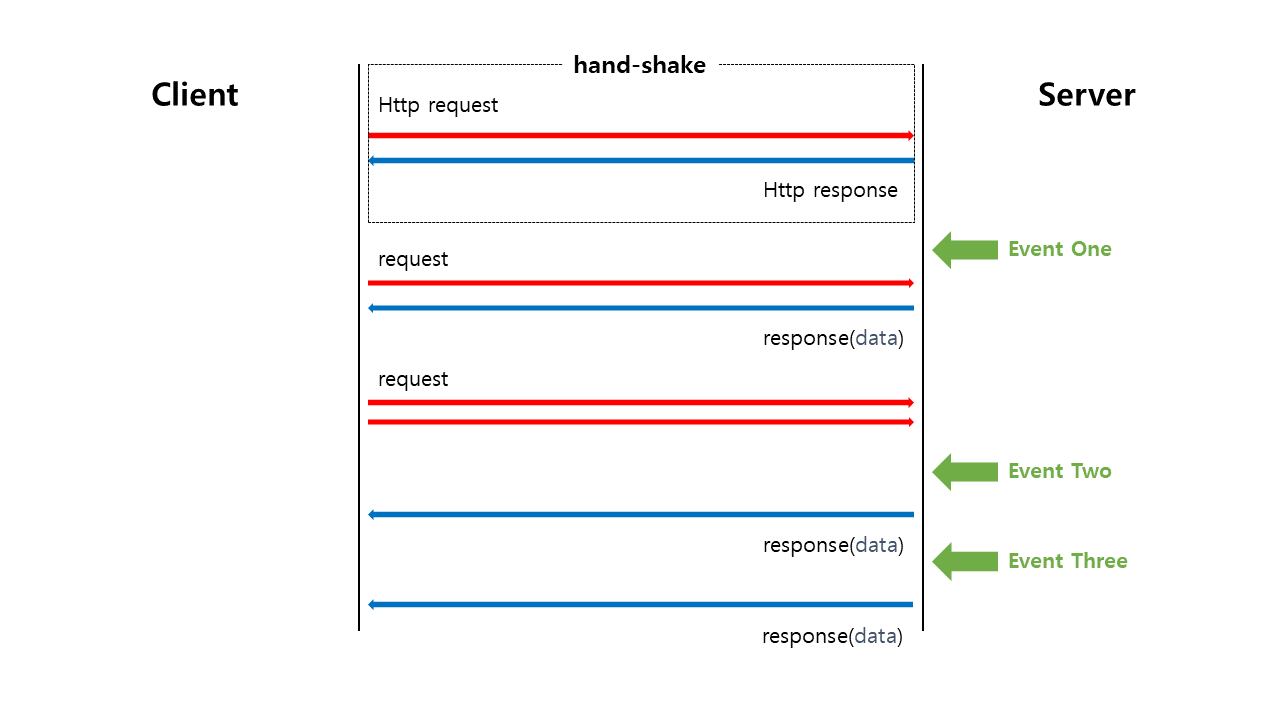 hand-shake
Client
Server
Http request
Http response
Event One
request
response(data)
request
Event Two
response(data)
Event Three
response(data)